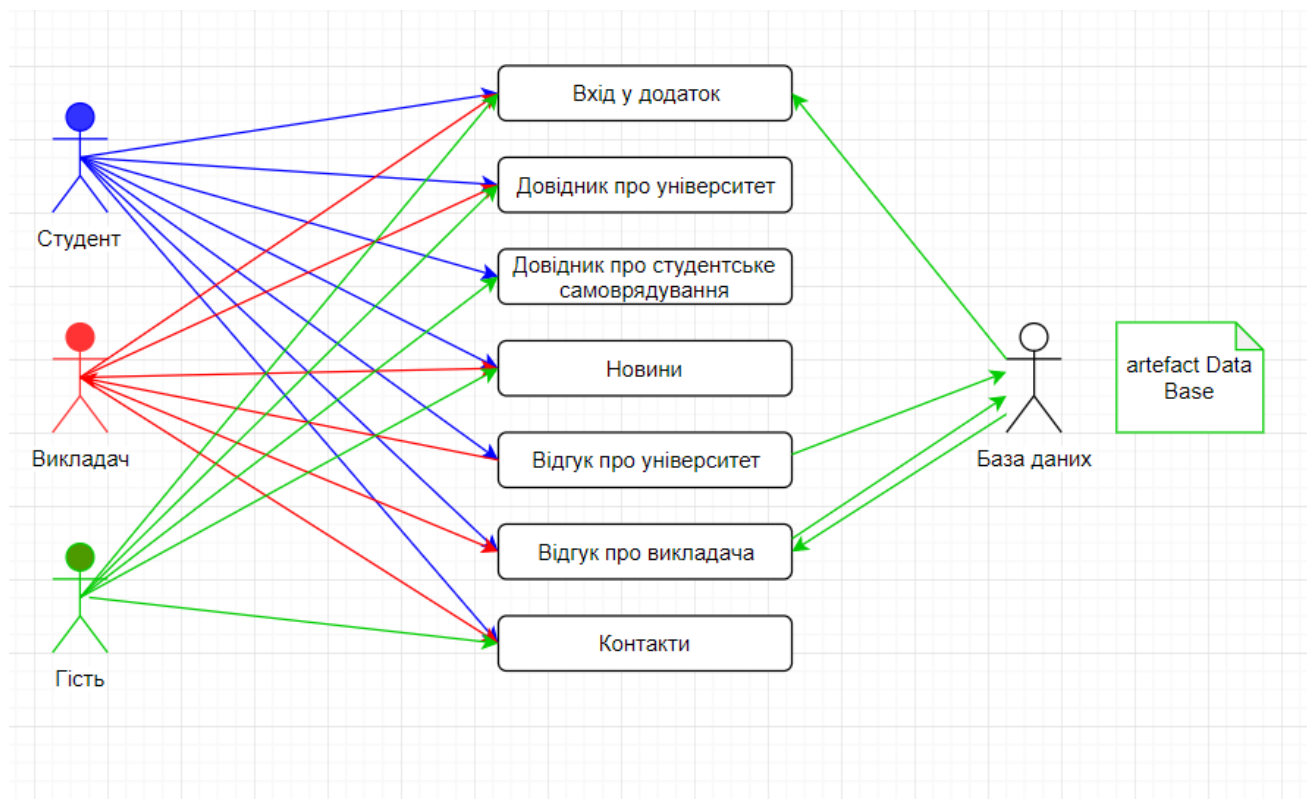 Вхід у додаток
Довідник про університет
Студент
Довідник про студентське
самоврядування
Новини
artefact Data
Base
Викладач
Відгук про університет
База даних
Відгук про викладача
Контакти
Гість